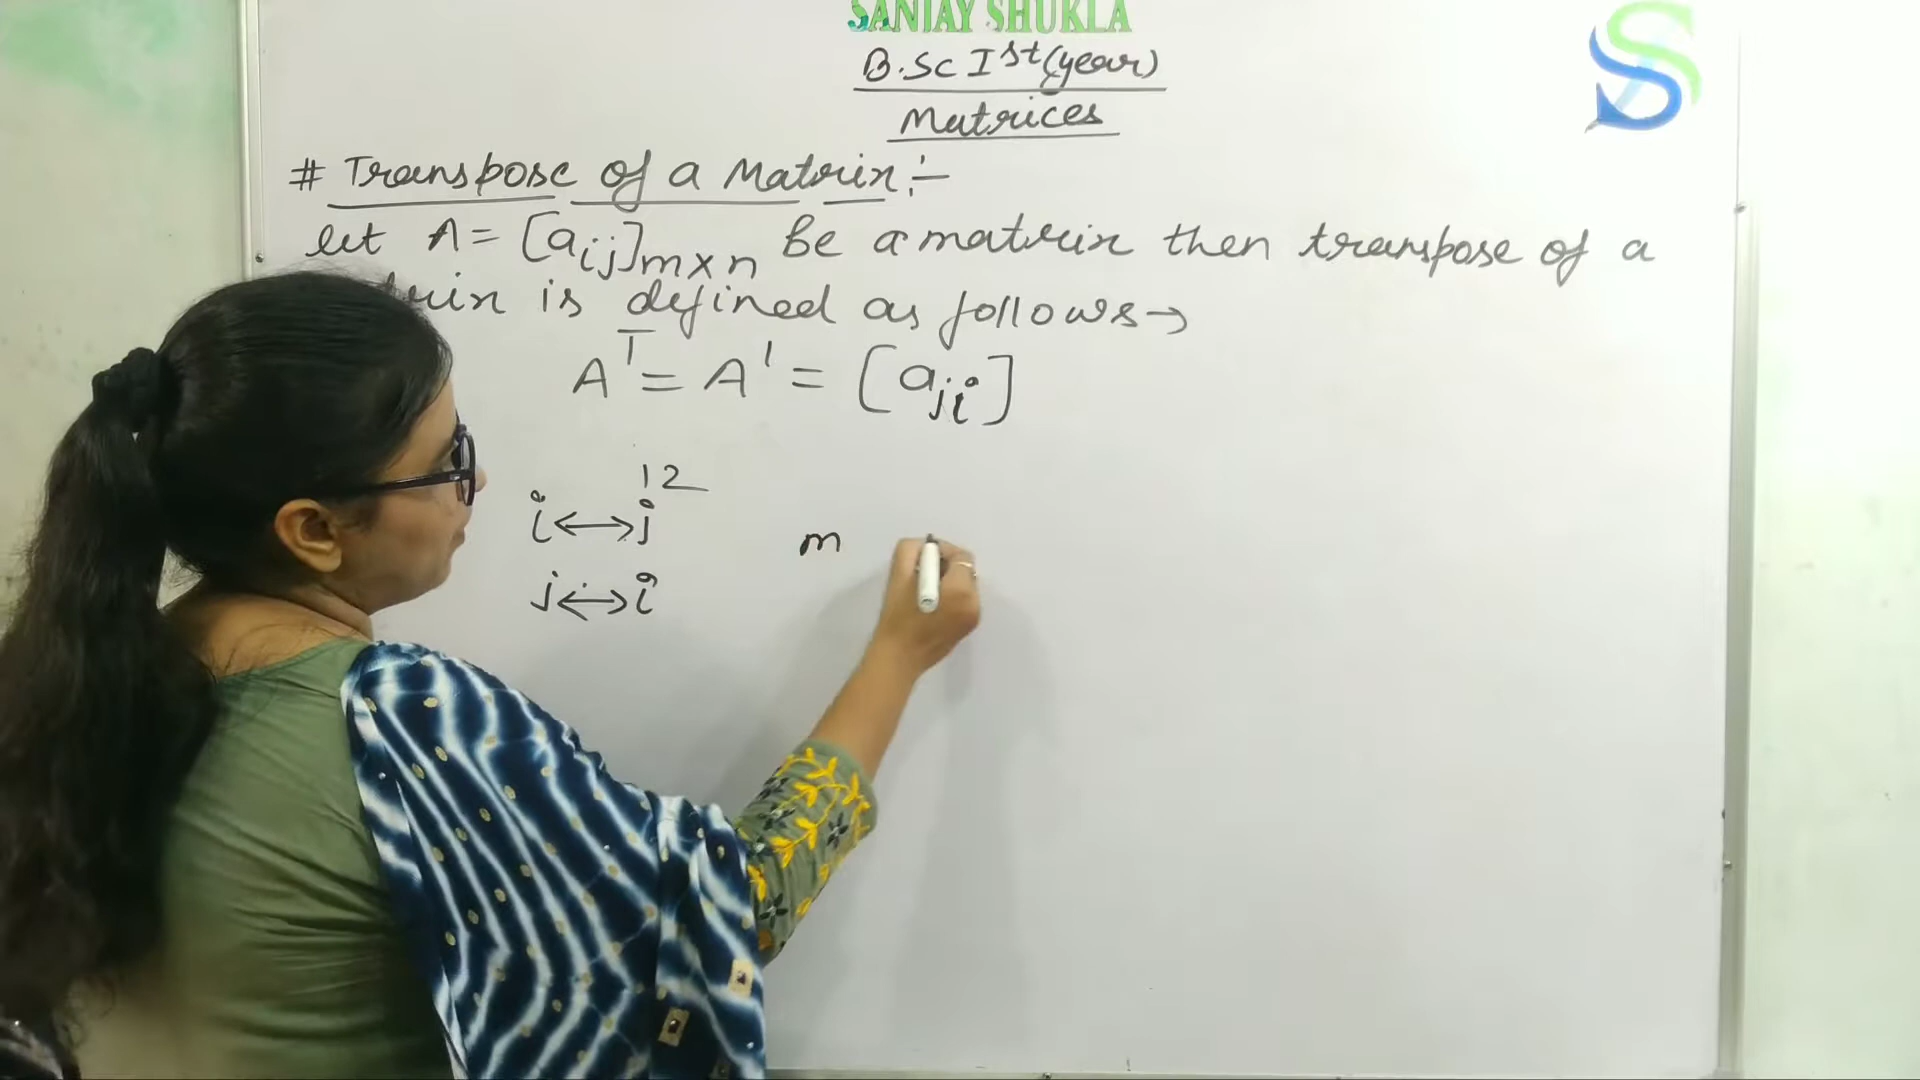 SANJAY SHUKLA
B.Sc Ist (year)
Matrices
# Transpose of a Matrix :-
let A = [aij]m×n be a matrix then transpose of a
is defined as follows→
A^T = A' = [aji]
12
i↔j
m
j↔i